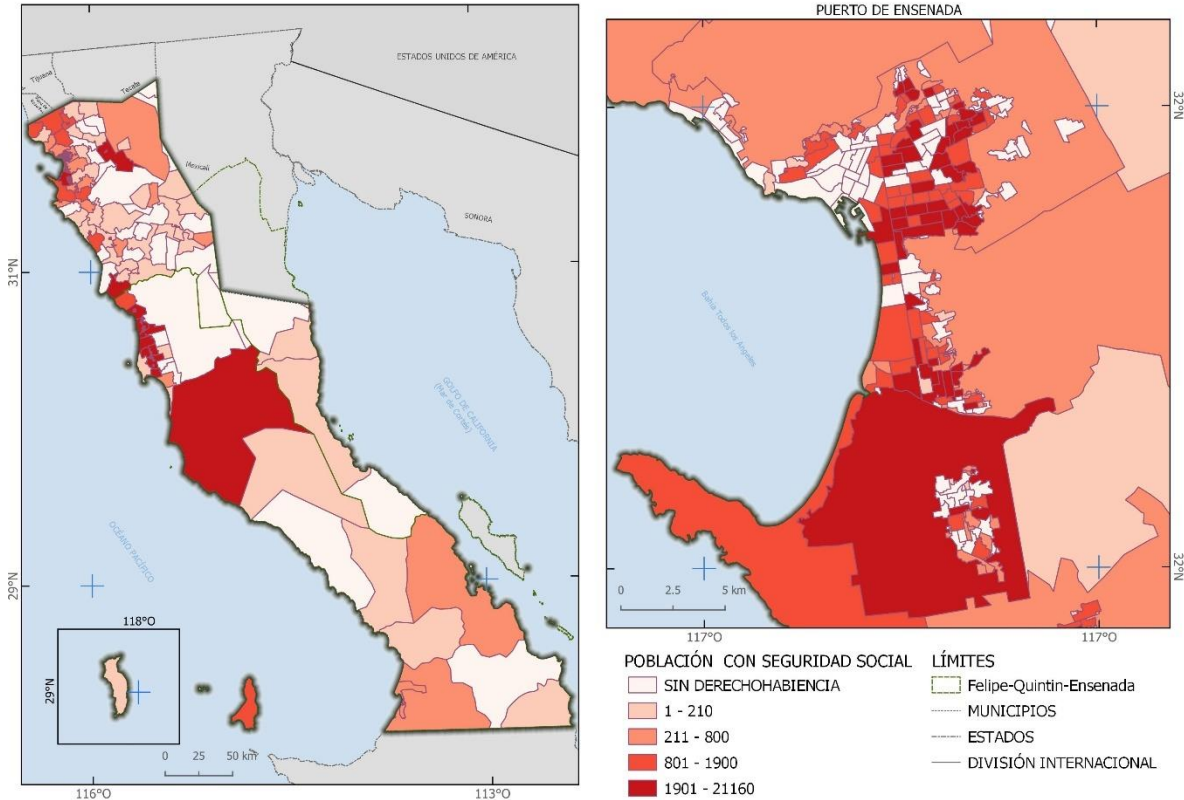 ESTADOS UNIDOS DE AMÉRICA
Tijuana
Tecate
Mexicali
SONORA
31°N
GOLFO DE CALIFORNIA
(Mar de Cortés)
OCÉANO PACÍFICO
29°N
118°O
29°N
0 25 50 km
116°O
113°O
PUERTO DE ENSENADA
32°N
Bahía Todos los Angeles
32°N
0 2.5 5 km
117°O
117°O
POBLACIÓN CON SEGURIDAD SOCIAL
SIN DERECHOHABIENCIA
1 - 210
211 - 800
801 - 1900
1901 - 21160
LÍMITES
Felipe-Quintin-Ensenada
MUNICIPIOS
ESTADOS
DIVISIÓN INTERNACIONAL